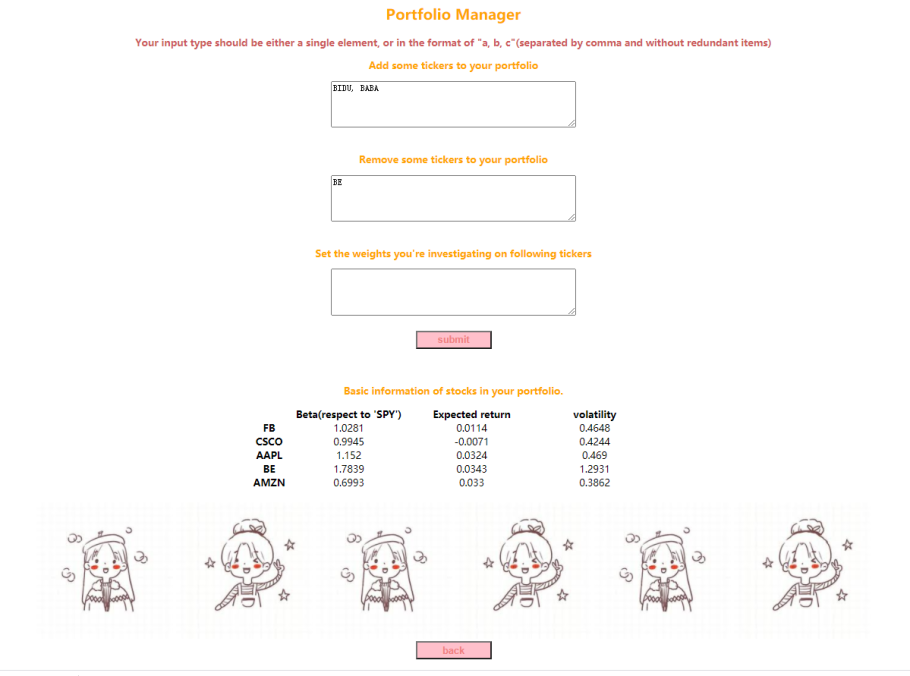 Portfolio Manager
Your input type should be either a single element, or in the format of "a, b, c"(separated by comma and without redundant items)
Add some tickers to your portfolio
BIDU, BABA
Remove some tickers to your portfolio
BE
Set the weights you're investigating on following tickers
submit
Basic information of stocks in your portfolio.
Beta(respect to 'SPY') Expected return volatility
FB 1.0281 0.0114 0.4648
CSCO 0.9945 -0.0071 0.4244
AAPL 1.152 0.0324 0.469
BE 1.7839 0.0343 1.2931
AMZN 0.6993 0.033 0.3862
back